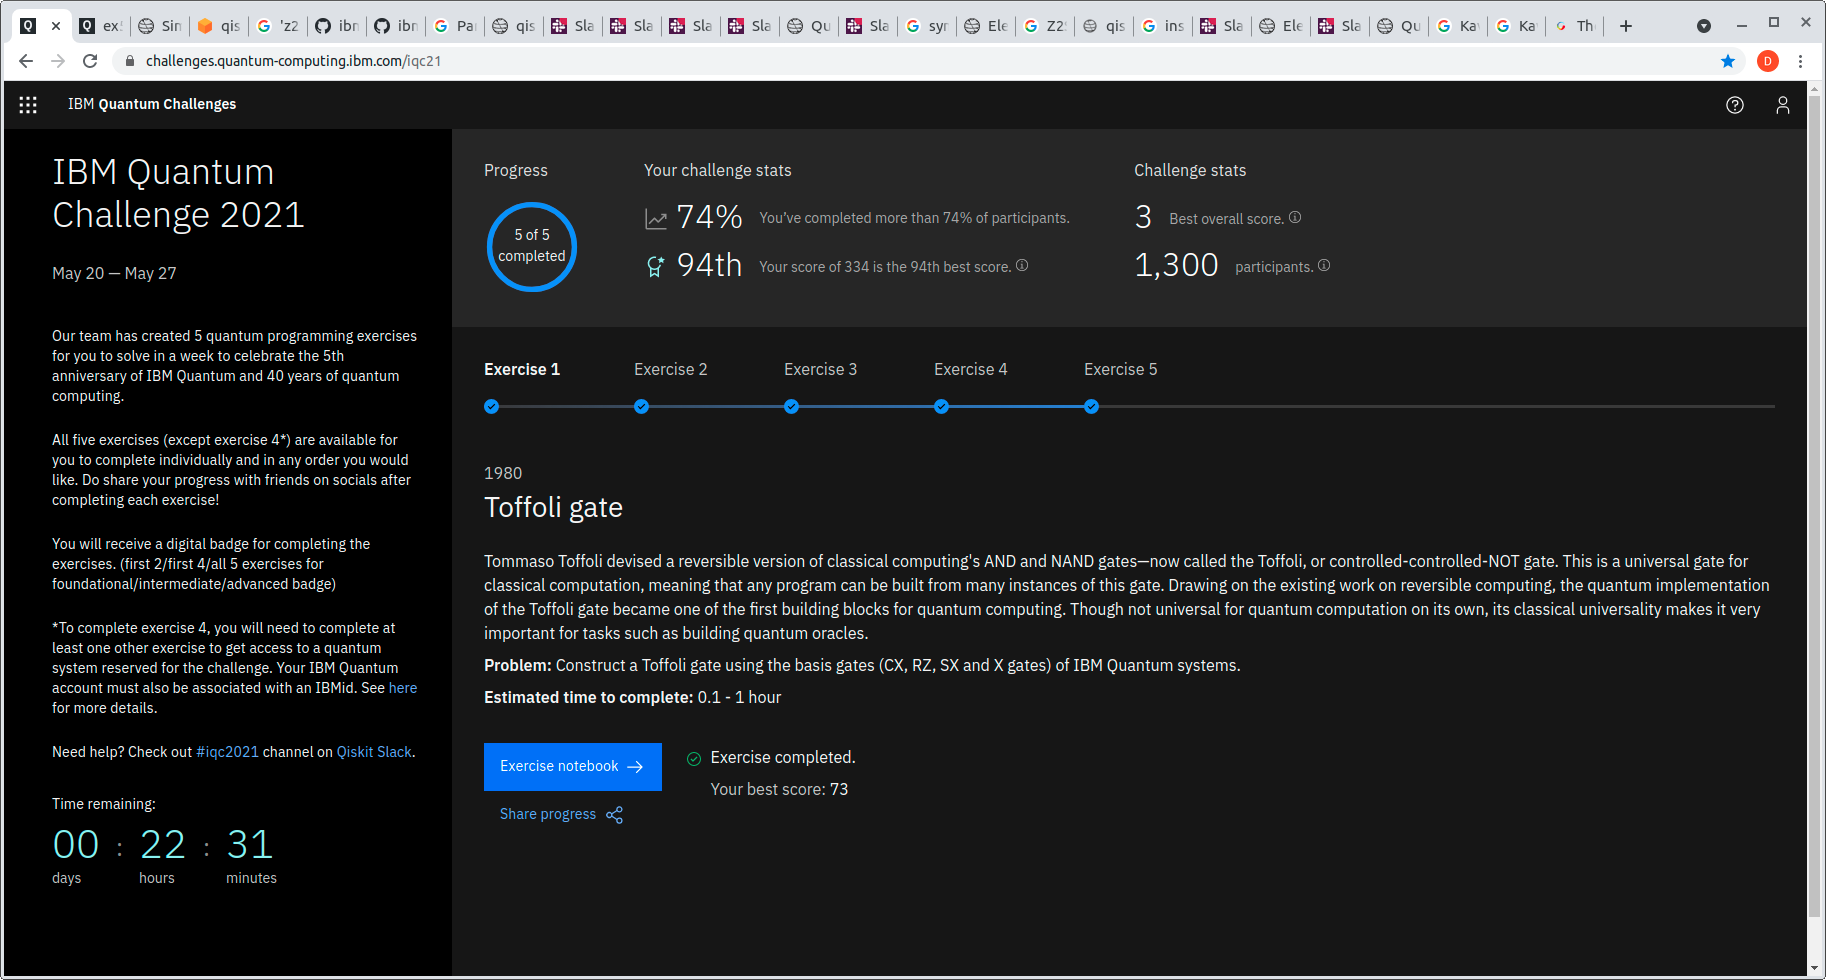 ex
Sin
qis
'z2
ibn
ibn
Pa
qis
Sla
Sla
Sla
Sla
Qu
Sla
syn
Ele
Z2
qis
ins
Sla
Ele
Sla
Qu
Ka
Ka
Th
challenges.quantum-computing.ibm.com/iqc21
D
IBM Quantum Challenges
IBM Quantum
Challenge 2021
May 20 — May 27
Our team has created 5 quantum programming exercises
for you to solve in a week to celebrate the 5th
anniversary of IBM Quantum and 40 years of quantum
computing.
All five exercises (except exercise 4*) are available for
you to complete individually and in any order you would
like. Do share your progress with friends on socials after
completing each exercise!
You will receive a digital badge for completing the
exercises. (first 2/first 4/all 5 exercises for
foundational/intermediate/advanced badge)
*To complete exercise 4, you will need to complete at
least one other exercise to get access to a quantum
system reserved for the challenge. Your IBM Quantum
account must also be associated with an IBMid. See here
for more details.
Need help? Check out #iqc2021 channel on Qiskit Slack.
Time remaining:
00 : 22 : 31
days hours minutes
Progress
5 of 5
completed
Your challenge stats
74% You've completed more than 74% of participants.
94th Your score of 334 is the 94th best score.
Challenge stats
3 Best overall score.
1,300 participants.
Exercise 1 Exercise 2 Exercise 3 Exercise 4 Exercise 5
1980
Toffoli gate
Tommaso Toffoli devised a reversible version of classical computing's AND and NAND gates—now called the Toffoli, or controlled-controlled-NOT gate. This is a universal gate for
classical computation, meaning that any program can be built from many instances of this gate. Drawing on the existing work on reversible computing, the quantum implementation
of the Toffoli gate became one of the first building blocks for quantum computing. Though not universal for quantum computation on its own, its classical universality makes it very
important for tasks such as building quantum oracles.
Problem: Construct a Toffoli gate using the basis gates (CX, RZ, SX and X gates) of IBM Quantum systems.
Estimated time to complete: 0.1 - 1 hour
Exercise notebook
Exercise completed.
Your best score: 73
Share progress